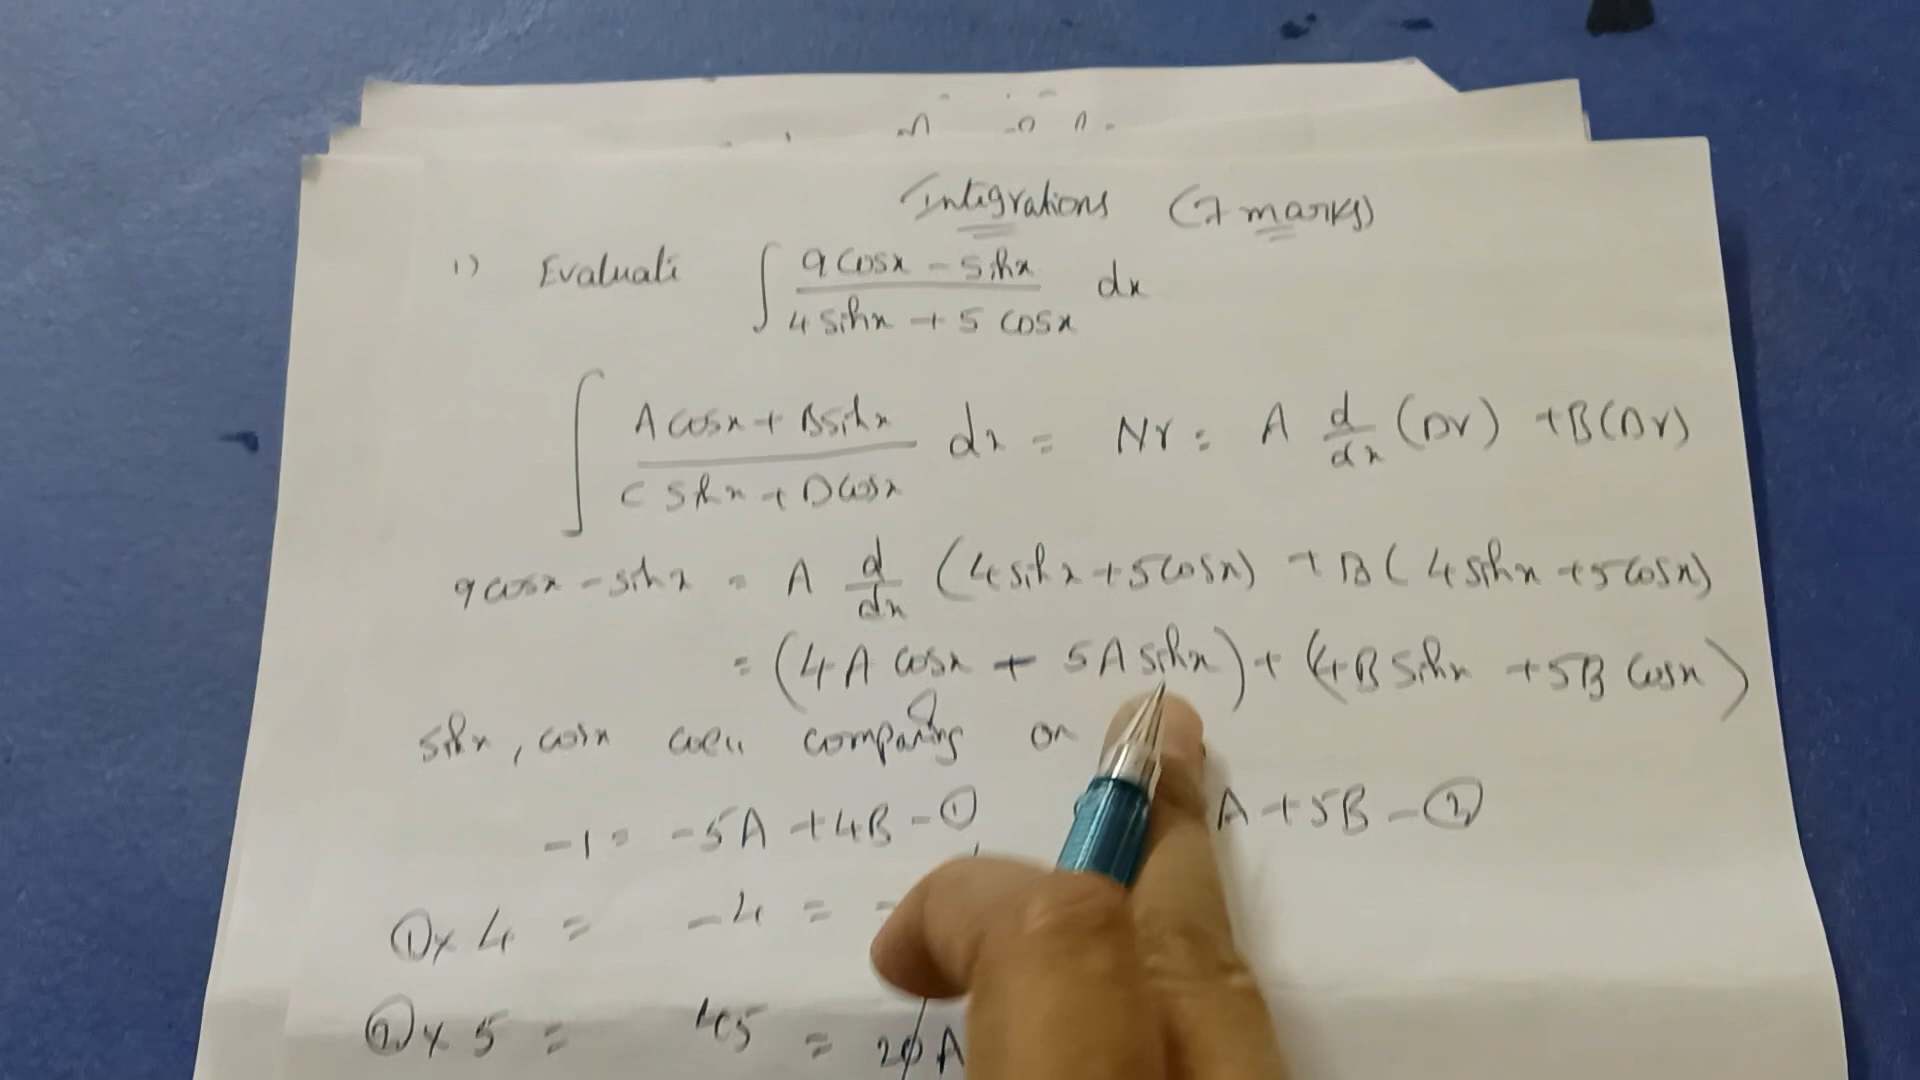 Integrations (7 marks)
1) Evaluate ∫ (9 cosx - sinx)/(4 sinx + 5 cosx) dx
∫ (A cosx + B sinx)/(C sinx + D cosx) dx = Nr = A d/dx (Dr) + B(Dr)
9 cosx - sinx = A d/dx (4 sinx + 5 cosx) + B( 4 sinx + 5 cosx)
= (4A cosx + 5A sinx) + (4B sinx + 5B cosx)
sinx, cosx comparing on
-1 = -5A + 4B - ① A + 5B - ②
① x 4 = -4 = -
② x 5 = 45 = 20A